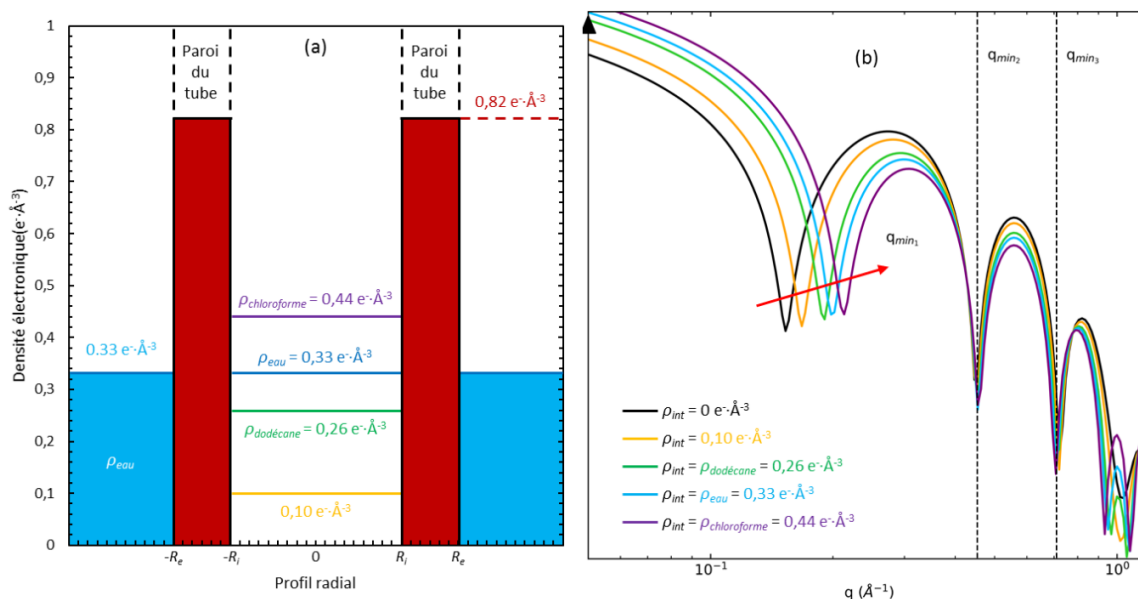 (a)
Paroi
du
tube
Paroi
du
tube
0,82 e⁻·Å⁻³
1
0,9
0,8
0,7
0,6
0,5
0,4
0,3
0,2
0,1
0
Densité électronique(e⁻·Å⁻³)
ρchloroforme = 0,44 e⁻·Å⁻³
0.33 e⁻·Å⁻³
ρeau = 0,33 e⁻·Å⁻³
ρdodécane = 0,26 e⁻·Å⁻³
ρeau
0,10 e⁻·Å⁻³
-Re -Ri 0 Ri Re
Profil radial
(b)
qmin₂
qmin₃
qmin₁
ρint = 0 e⁻·Å⁻³
ρint = 0,10 e⁻·Å⁻³
ρint = ρdodécane = 0,26 e⁻·Å⁻³
ρint = ρeau = 0,33 e⁻·Å⁻³
ρint = ρchloroforme = 0,44 e⁻·Å⁻³
10⁻¹ 10⁰
q (Å⁻¹)